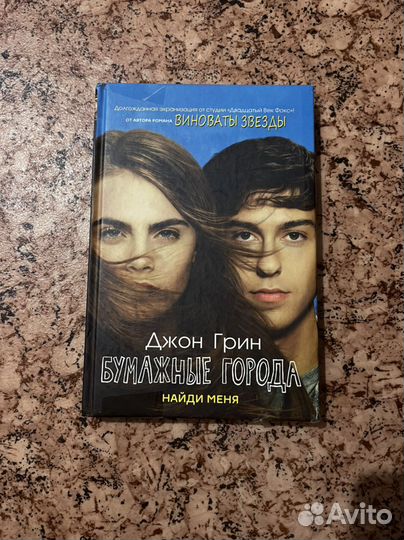 Долгожданная экранизация от студии «Двадцатый Век Фокс»!
ОТ АВТОРА РОМАНА ВИНОВАТЫ ЗВЕЗДЫ
Джон Грин
БУМАЖНЫЕ ГОРОДА
НАЙДИ МЕНЯ
Avito